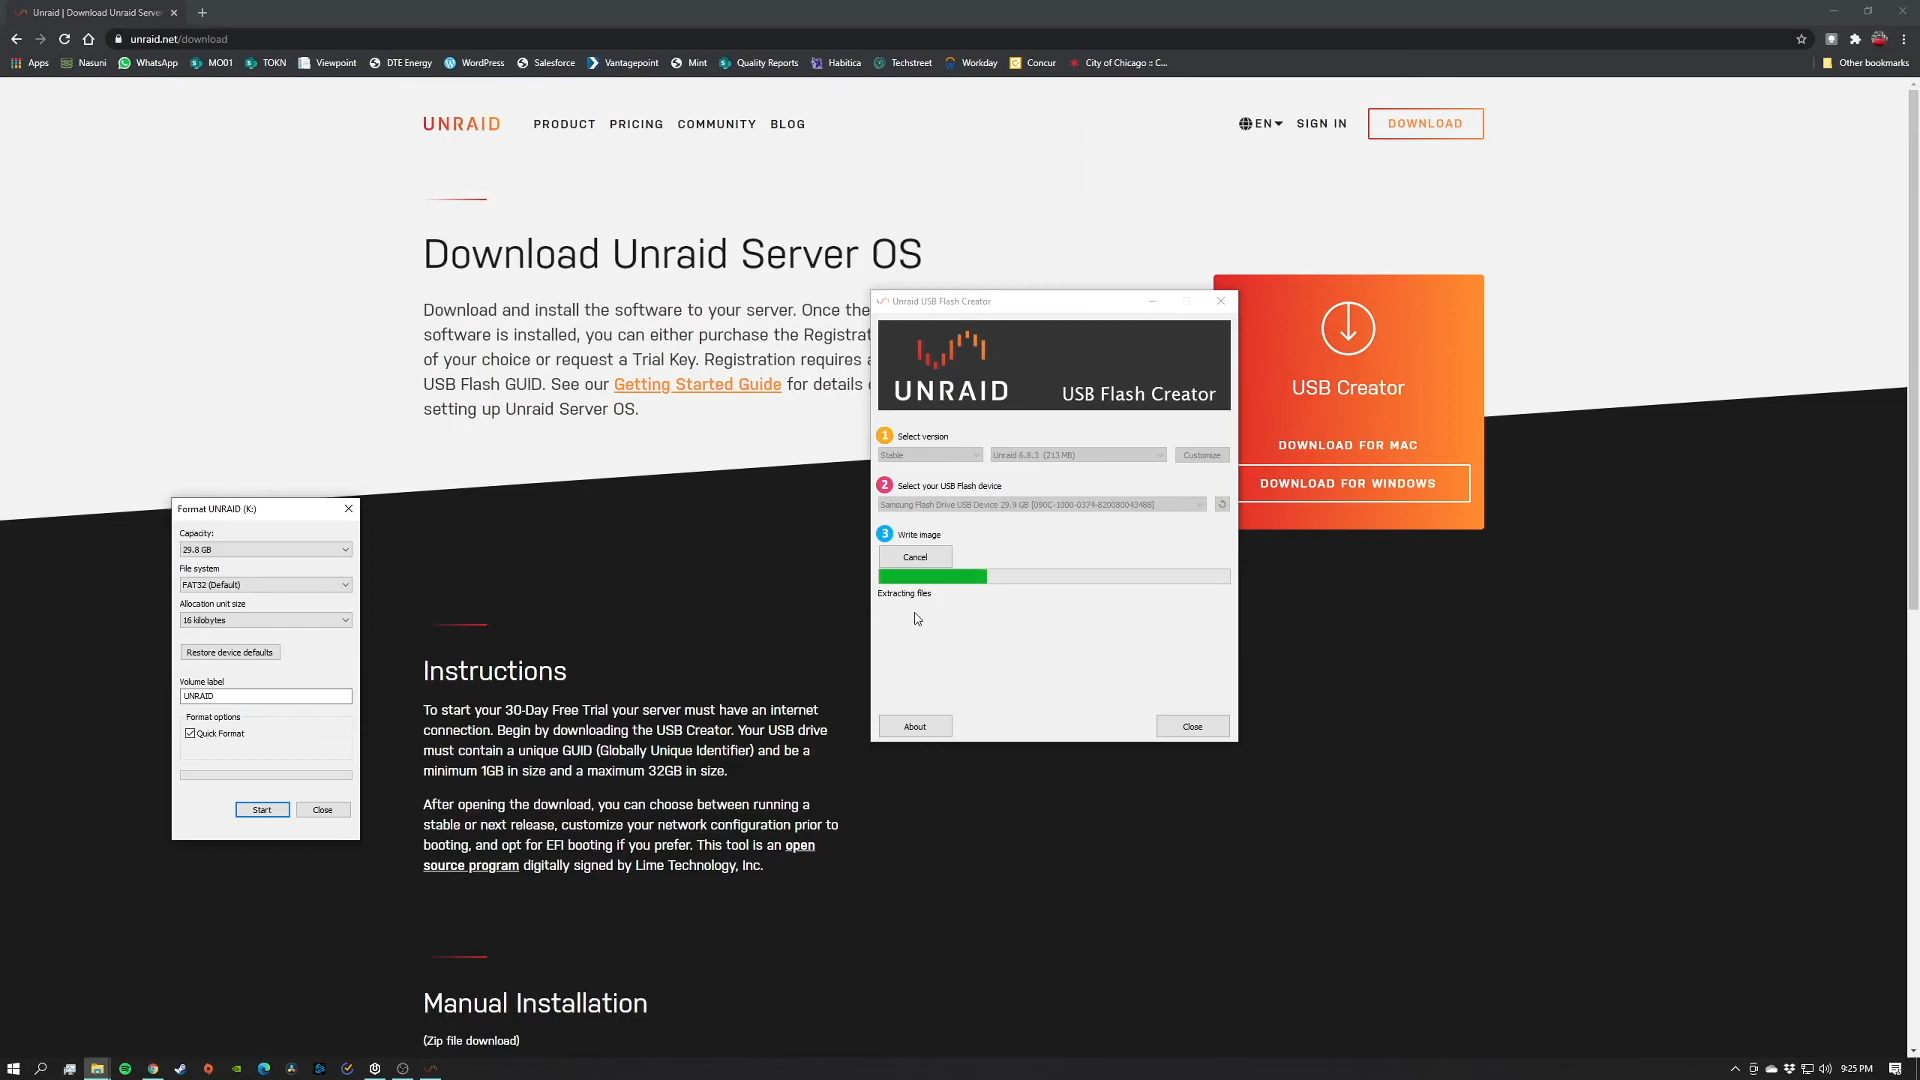 Unraid | Download Unraid Server
unraid.net/download
Apps Nasuni WhatsApp MO01 TOKN Viewpoint DTE Energy WordPress Salesforce Vantagepoint Mint Quality Reports Habitica Techstreet Workday Concur City of Chicago :: C... Other bookmarks
UNRAID PRODUCT PRICING COMMUNITY BLOG EN SIGN IN DOWNLOAD
Download Unraid Server OS
Download and install the software to your server. Once the
software is installed, you can either purchase the Registrat
of your choice or request a Trial Key. Registration requires a
USB Flash GUID. See our Getting Started Guide for details
setting up Unraid Server OS.
Unraid USB Flash Creator
UNRAID USB Flash Creator
1 Select version
Stable Unraid 6.8.3 (213 MB) Customize
2 Select your USB Flash device
Samsung Flash Drive USB Device 29.9 GB [090C-1000-0374-820080043488]
3 Write image
Cancel
Extracting files
About Close
USB Creator
DOWNLOAD FOR MAC
DOWNLOAD FOR WINDOWS
Format UNRAID (K:)
Capacity:
29.8 GB
File system
FAT32 (Default)
Allocation unit size
16 kilobytes
Restore device defaults
Volume label
UNRAID
Format options
Quick Format
Start Close
Instructions
To start your 30-Day Free Trial your server must have an internet
connection. Begin by downloading the USB Creator. Your USB drive
must contain a unique GUID (Globally Unique Identifier) and be a
minimum 1GB in size and a maximum 32GB in size.
After opening the download, you can choose between running a
stable or next release, customize your network configuration prior to
booting, and opt for EFI booting if you prefer. This tool is an open
source program digitally signed by Lime Technology, Inc.
Manual Installation
(Zip file download)
9:25 PM